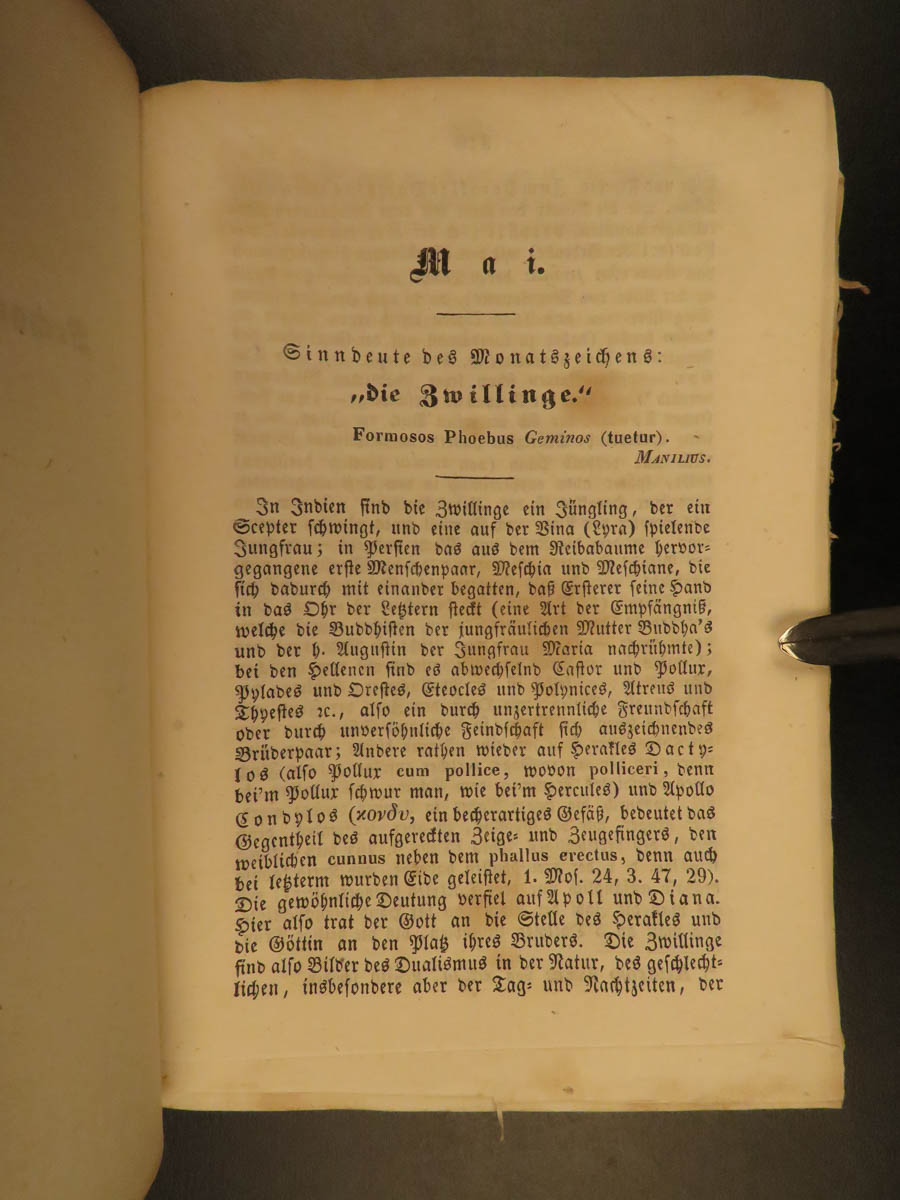 Mai.
Sinndeute des Monatszeichens:
„die Zwillinge.“
Formosos Phoebus Geminos (tuetur).
MANILIUS.
In Indien sind die Zwillinge ein Jüngling, der ein
Scepter schwingt, und eine auf der Vina (Lyra) spielende
Jungfrau; in Persien das aus dem Reibabaume hervor-
gegangene erste Menschenpaar, Meschia und Meschiane, die
sich dadurch mit einander begatten, daß Ersterer seine Hand
in das Ohr der Letztern steckt (eine Art der Empfängniß,
welche die Buddhisten der jungfräulichen Mutter Buddha's
und der h. Augustin der Jungfrau Maria nachrühmte);
bei den Hellenen sind es abwechselnd Castor und Pollux,
Pylades und Orestes, Eteocles und Polynices, Atreus und
Thyestes ꝛc., also ein durch unzertrennliche Freundschaft
oder durch unversöhnliche Feindschaft sich auszeichnendes
Brüderpaar; Andere rathen wieder auf Herakles Dacty-
los (also Pollux cum pollice, wovon polliceri, denn
bei'm Pollux schwur man, wie bei'm Hercules) und Apollo
Condylos (κονδυ, ein becherartiges Gefäß, bedeutet das
Gegentheil des aufgereckten Zeige- und Zeugefingers, den
weiblichen cunnus neben dem phallus erectus, denn auch
bei letzterm wurden Eide geleistet, 1. Mos. 24, 3. 47, 29).
Die gewöhnliche Deutung verfiel auf Apoll und Diana.
Hier also trat der Gott an die Stelle des Herakles und
die Göttin an den Platz ihres Bruders. Die Zwillinge
sind also Bilder des Dualismus in der Natur, des geschlecht-
lichen, insbesondere aber der Tag- und Nachtzeiten, der